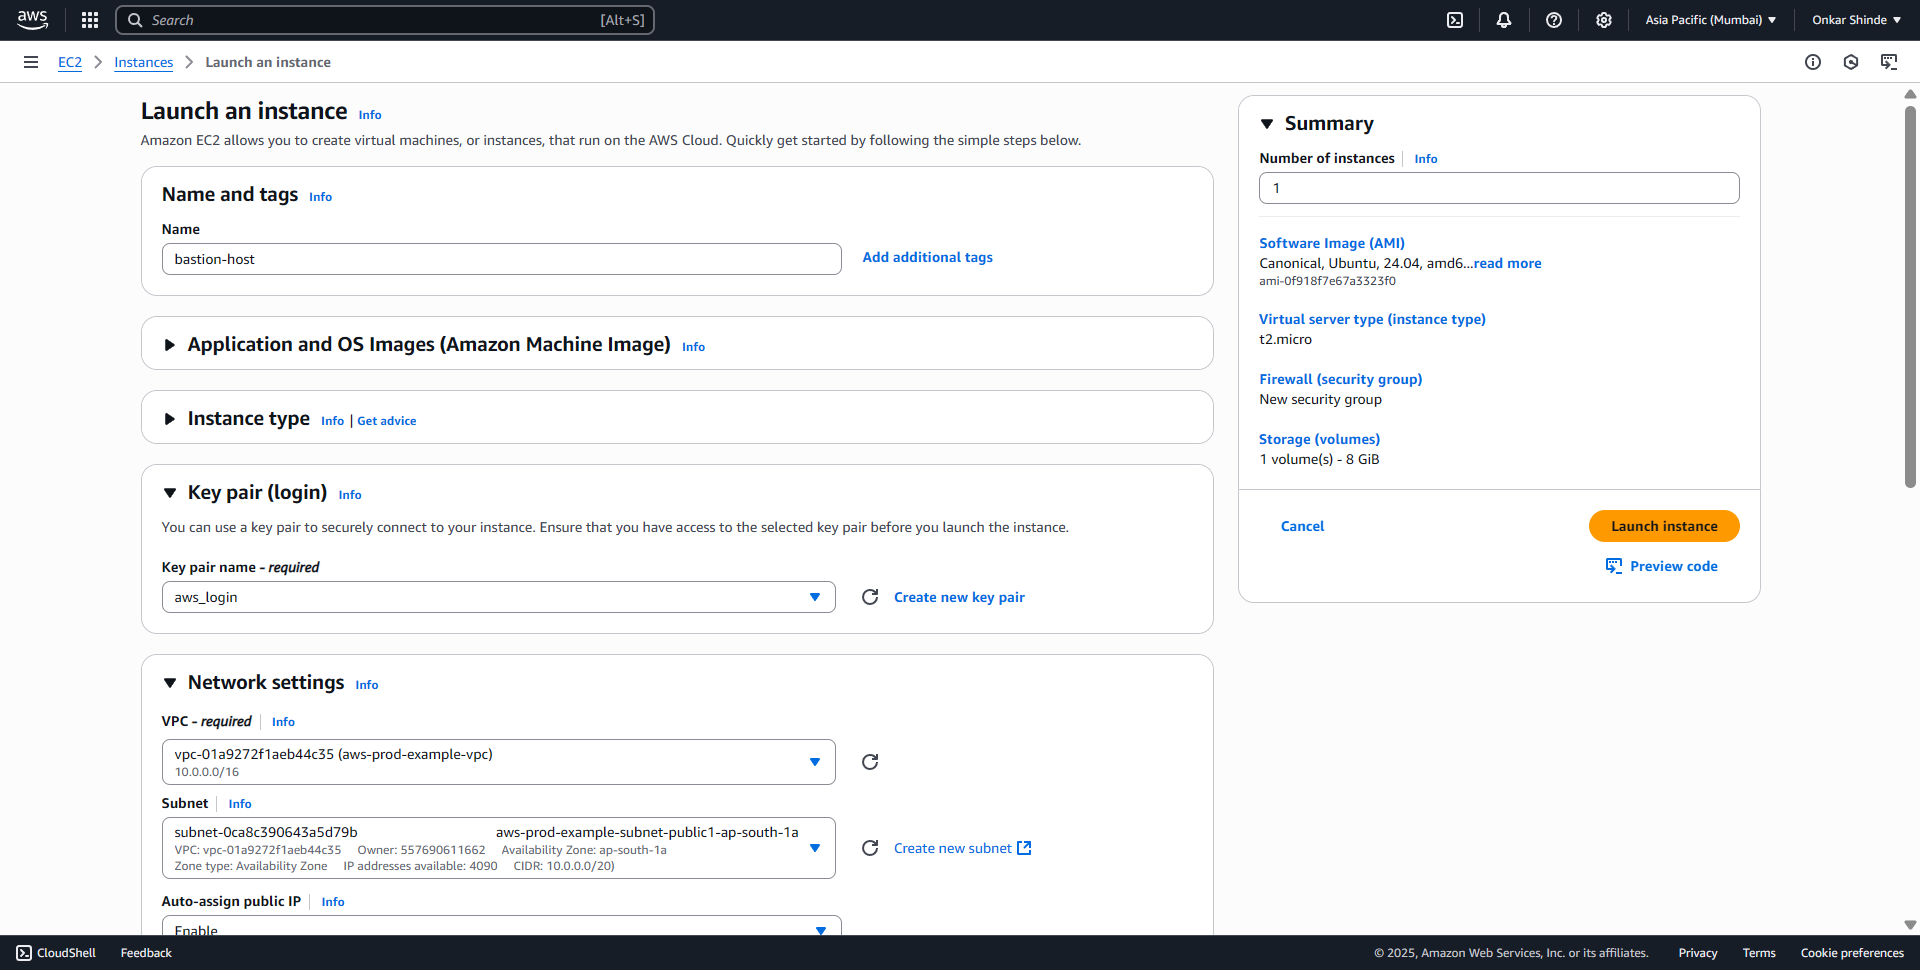 aws
Search [Alt+S]
Asia Pacific (Mumbai)
Onkar Shinde
EC2 Instances Launch an instance
Launch an instance Info
Amazon EC2 allows you to create virtual machines, or instances, that run on the AWS Cloud. Quickly get started by following the simple steps below.
Name and tags Info
Name
bastion-host
Add additional tags
Application and OS Images (Amazon Machine Image) Info
Instance type Info | Get advice
Key pair (login) Info
You can use a key pair to securely connect to your instance. Ensure that you have access to the selected key pair before you launch the instance.
Key pair name - required
aws_login
Create new key pair
Network settings Info
VPC - required Info
vpc-01a9272f1aeb44c35 (aws-prod-example-vpc)
10.0.0.0/16
Subnet Info
subnet-0ca8c390643a5d79b aws-prod-example-subnet-public1-ap-south-1a
VPC: vpc-01a9272f1aeb44c35 Owner: 557690611662 Availability Zone: ap-south-1a
Zone type: Availability Zone IP addresses available: 4090 CIDR: 10.0.0.0/20)
Create new subnet
Auto-assign public IP Info
Enable
Summary
Number of instances Info
1
Software Image (AMI)
Canonical, Ubuntu, 24.04, amd6...read more
ami-0f918f7e67a3323f0
Virtual server type (instance type)
t2.micro
Firewall (security group)
New security group
Storage (volumes)
1 volume(s) - 8 GiB
Cancel
Launch instance
Preview code
CloudShell
Feedback
© 2025, Amazon Web Services, Inc. or its affiliates.
Privacy
Terms
Cookie preferences